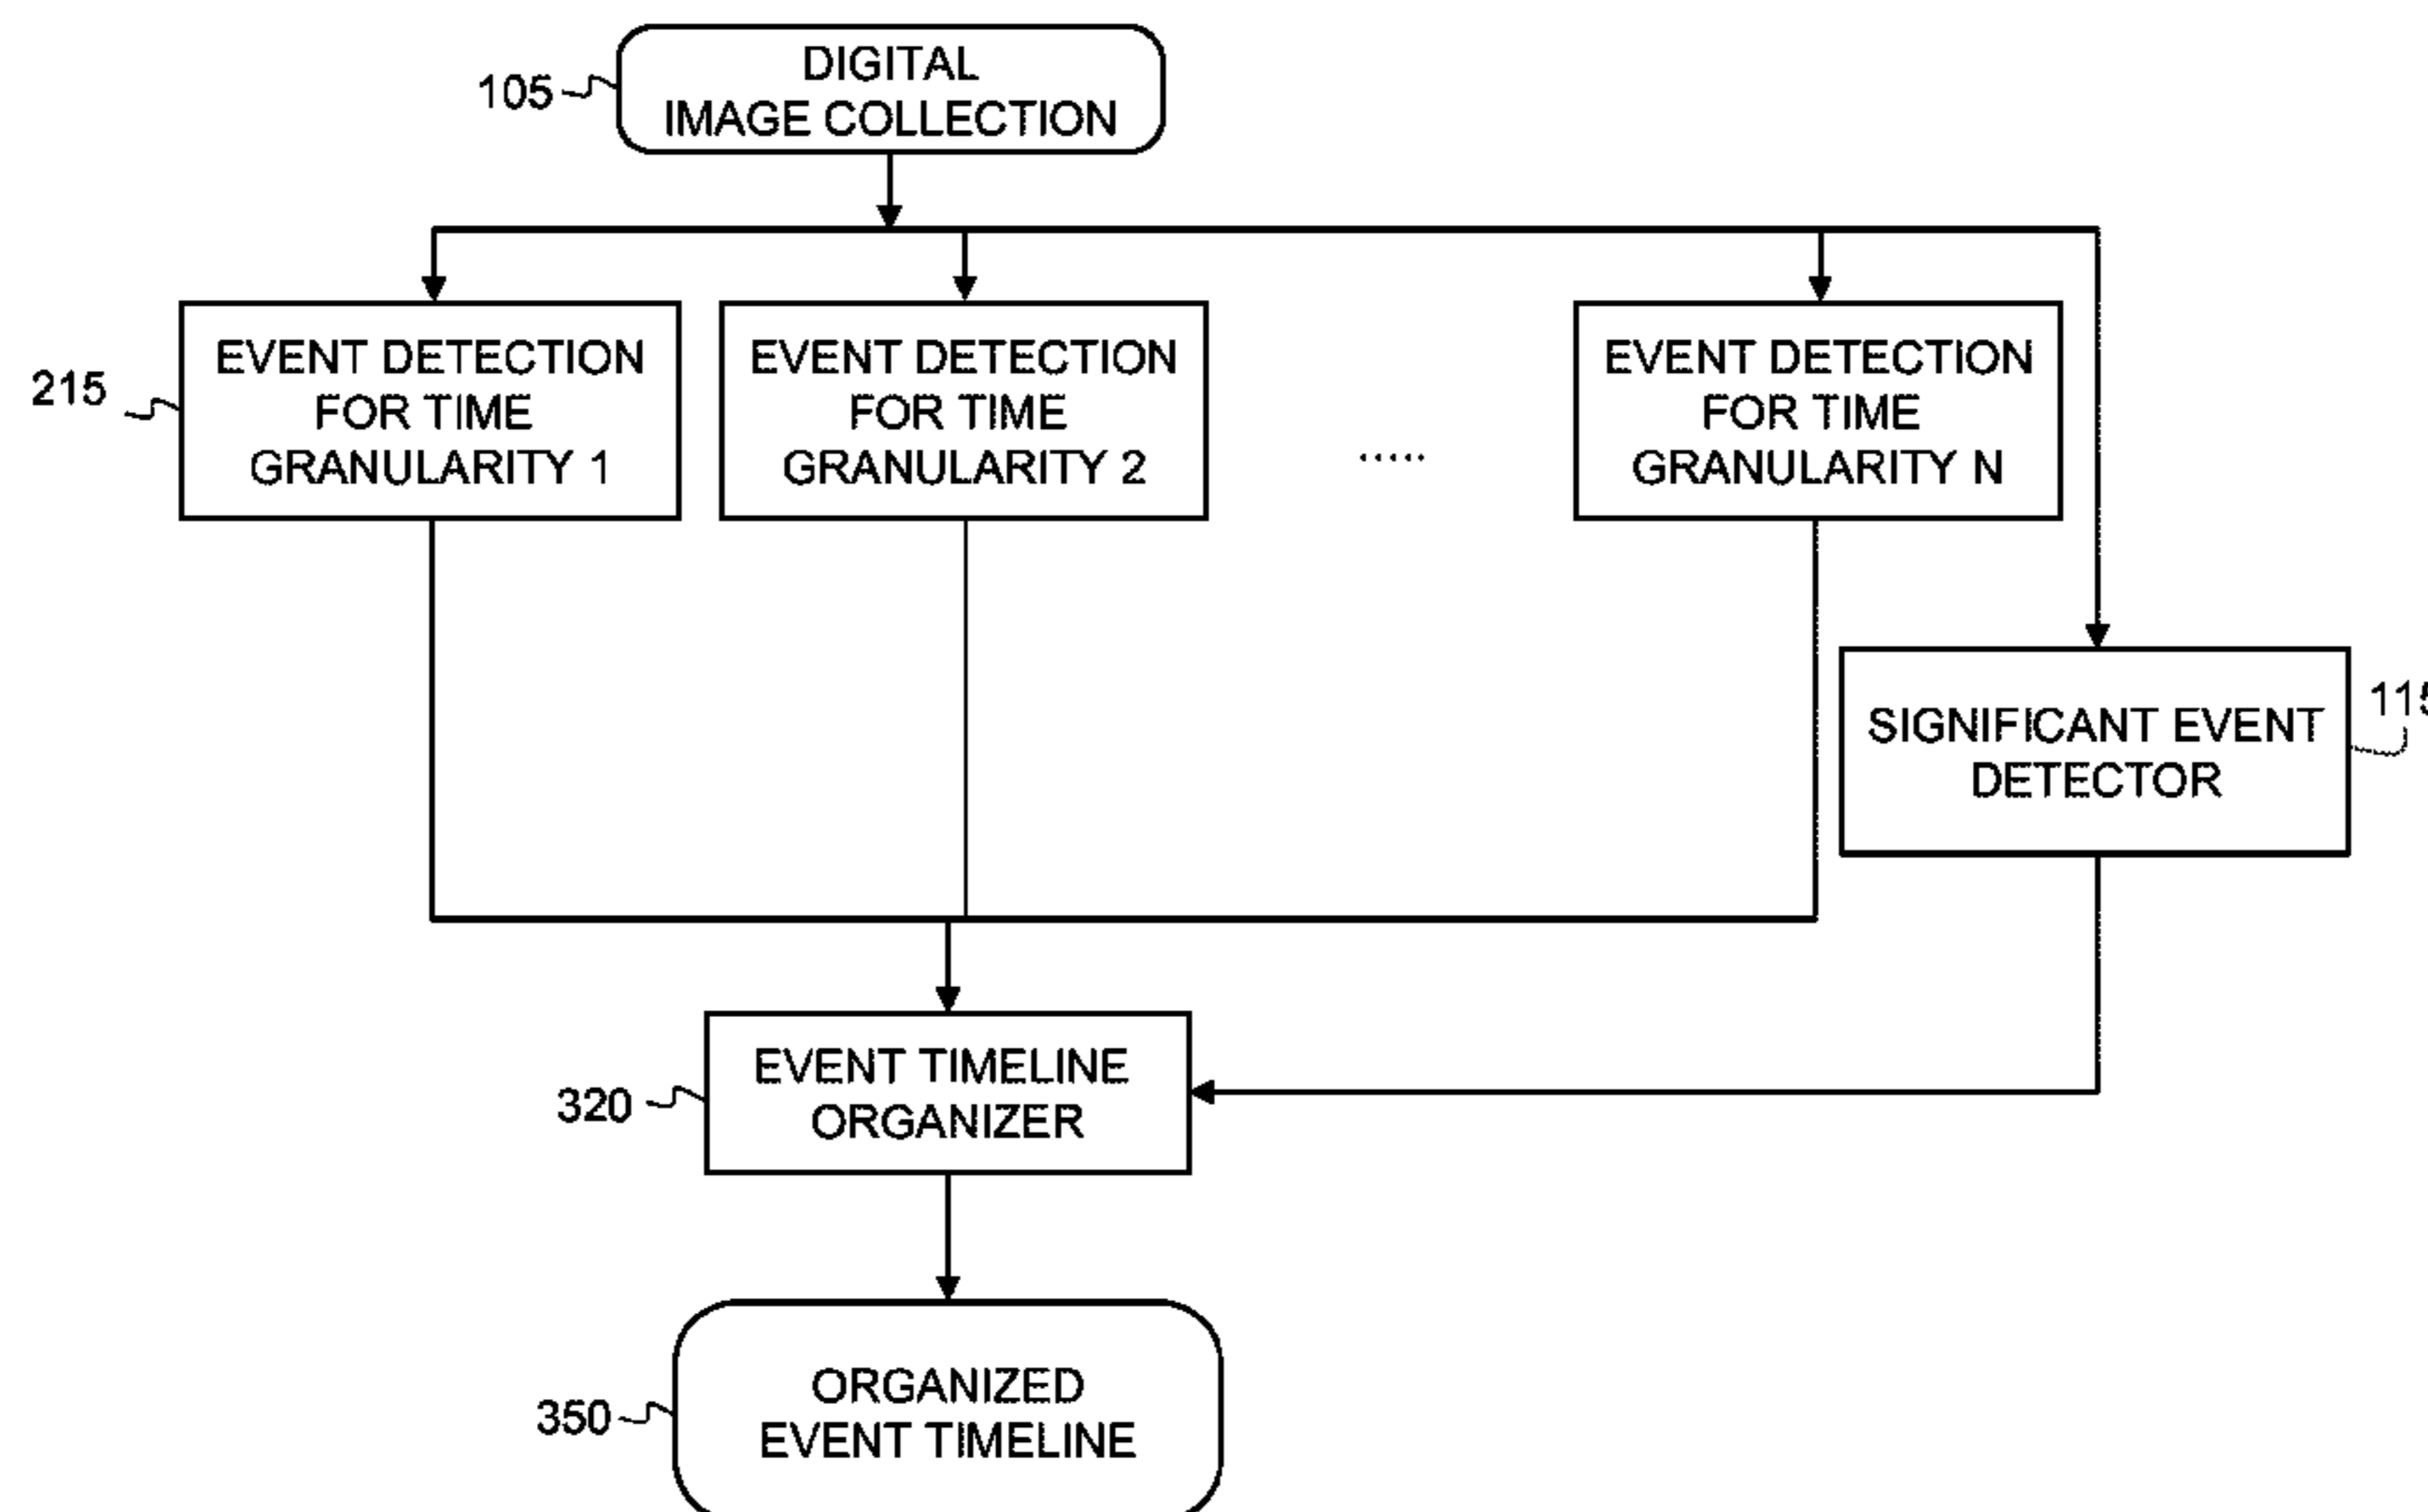 DIGITAL
IMAGE COLLECTION
105
EVENT DETECTION
FOR TIME
GRANULARITY 1
215
EVENT DETECTION
FOR TIME
GRANULARITY 2
.....
EVENT DETECTION
FOR TIME
GRANULARITY N
SIGNIFICANT EVENT
DETECTOR
115
EVENT TIMELINE
ORGANIZER
320
ORGANIZED
EVENT TIMELINE
350